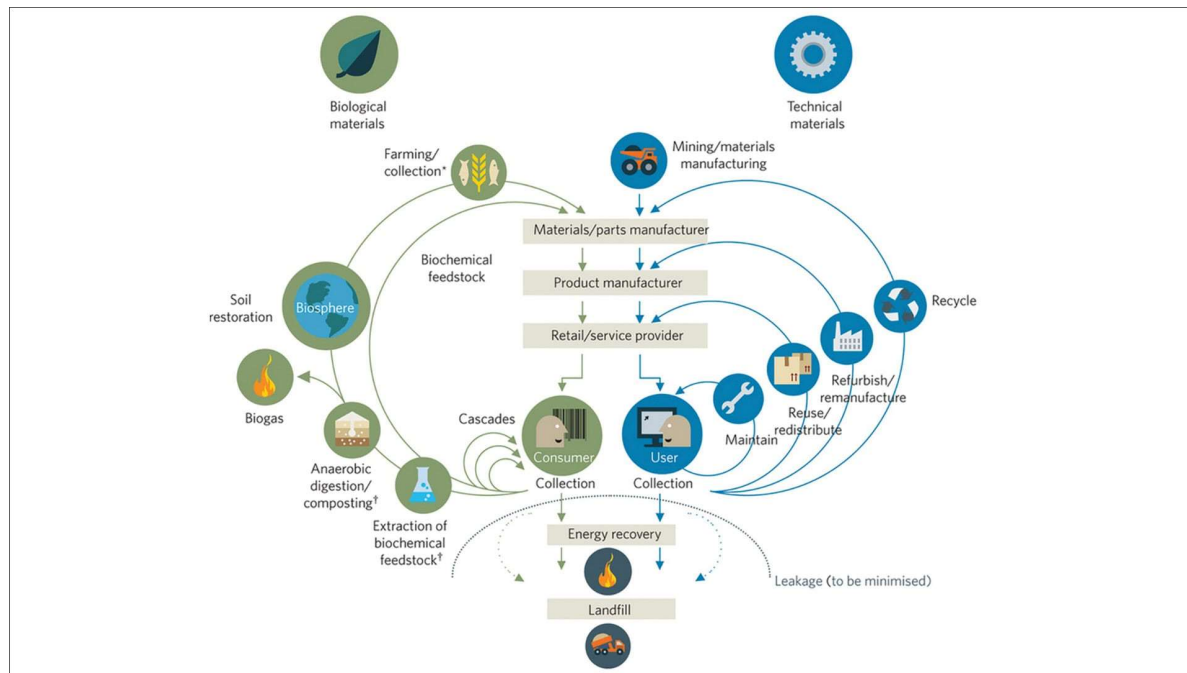 Biological
materials
Technical
materials
Farming/
collection*
Mining/materials
manufacturing
Materials/parts manufacturer
Biochemical
feedstock
Product manufacturer
Soil
restoration
Biosphere
Recycle
Retail/service provider
Refurbish/
remanufacture
Biogas
Reuse/
redistribute
Cascades
Maintain
Consumer
User
Anaerobic
digestion/
composting†
Collection
Collection
Extraction of
biochemical
feedstock†
Energy recovery
Leakage (to be minimised)
Landfill